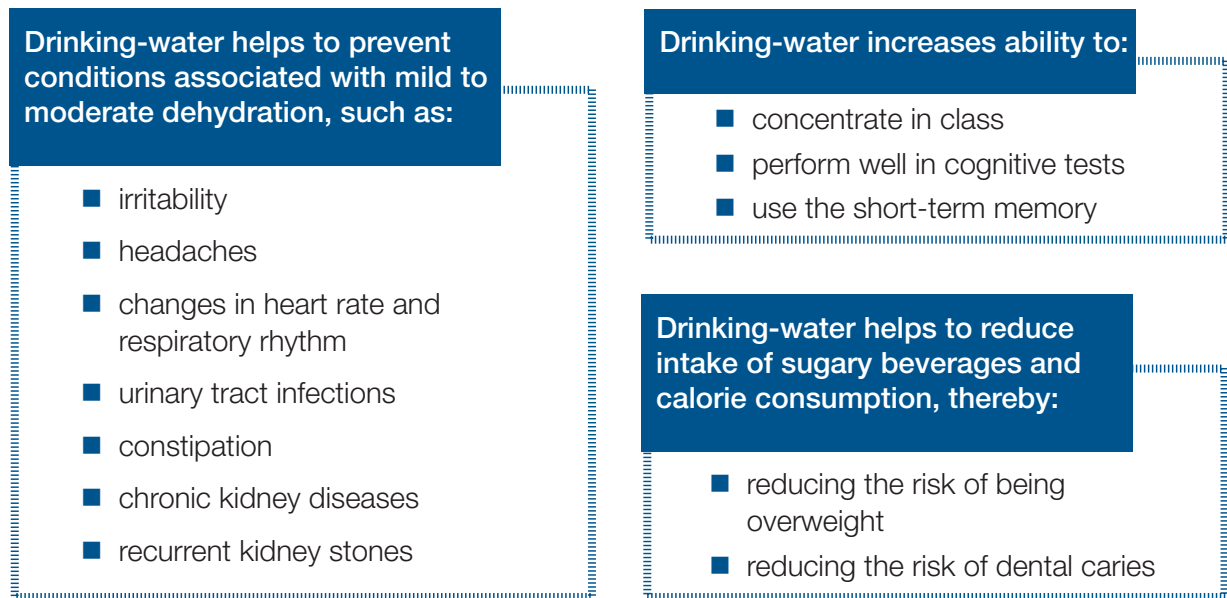 Drinking-water helps to prevent
conditions associated with mild to
moderate dehydration, such as:
irritability
headaches
changes in heart rate and
respiratory rhythm
urinary tract infections
constipation
chronic kidney diseases
recurrent kidney stones
Drinking-water increases ability to:
concentrate in class
perform well in cognitive tests
use the short-term memory
Drinking-water helps to reduce
intake of sugary beverages and
calorie consumption, thereby:
reducing the risk of being
overweight
reducing the risk of dental caries